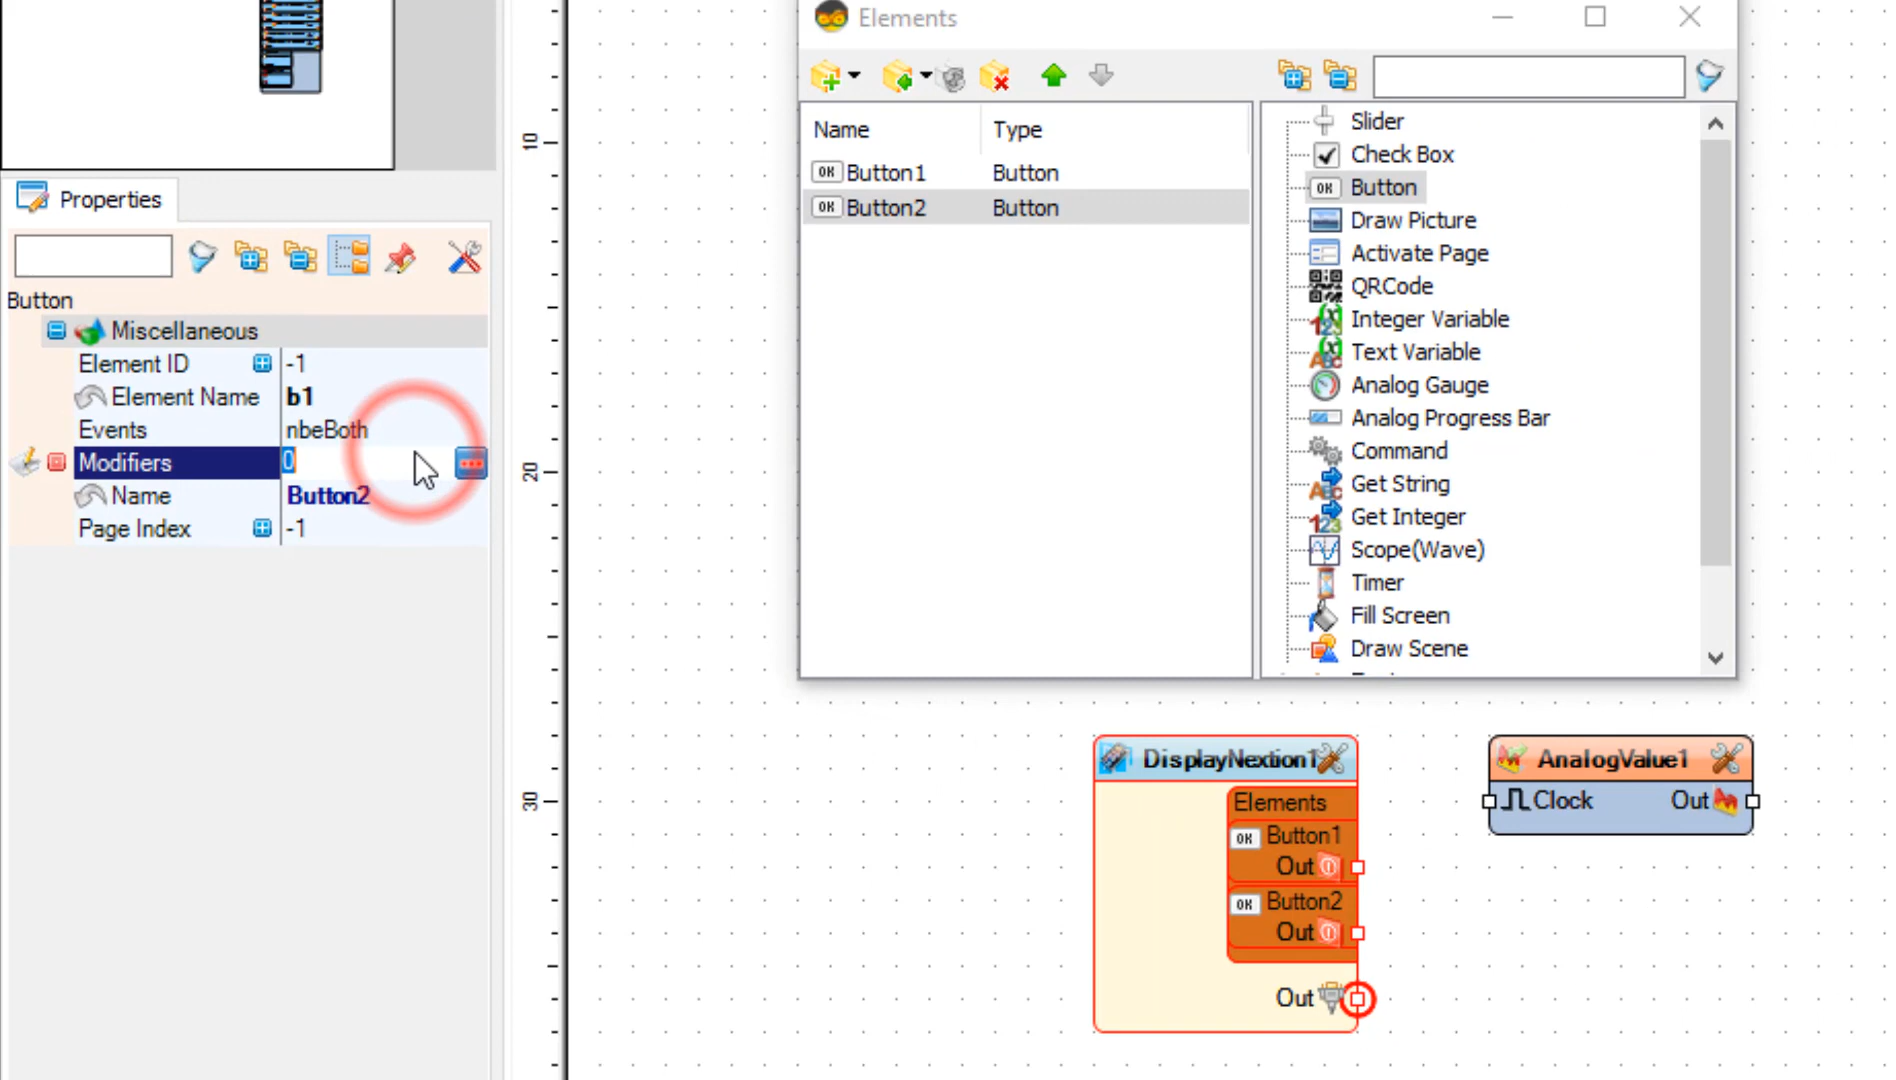 Elements
Name Type
Button1 Button
Button2 Button
Slider
Check Box
Button
Draw Picture
Activate Page
QRCode
Integer Variable
Text Variable
Analog Gauge
Analog Progress Bar
Command
Get String
Get Integer
Scope(Wave)
Timer
Fill Screen
Draw Scene
Properties
Button
Miscellaneous
Element ID -1
Element Name b1
Events nbeBoth
Modifiers 0
Name Button2
Page Index -1
10
20
30
DisplayNextion1
Elements
OK Button1
Out
OK Button2
Out
Out
AnalogValue1
Clock Out